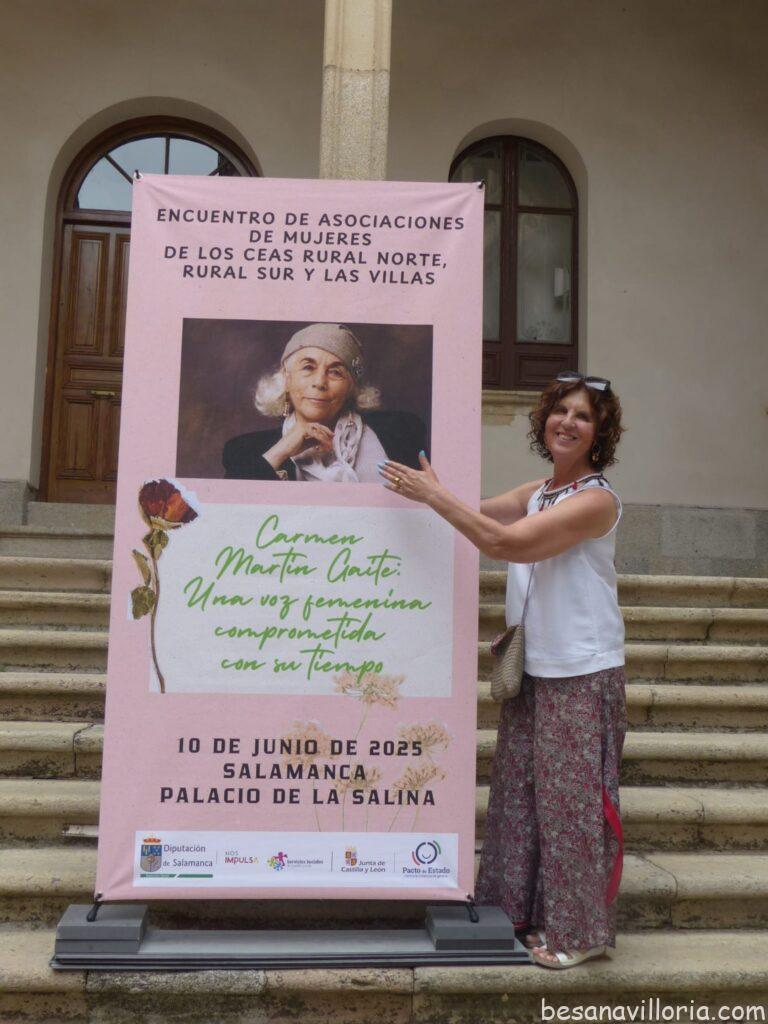 ENCUENTRO DE ASOCIACIONES
DE MUJERES
DE LOS CEAS RURAL NORTE,
RURAL SUR Y LAS VILLAS
Carmen
Martín Gaite:
Una voz femenina
comprometida
con su tiempo
10 DE JUNIO DE 2025
SALAMANCA
PALACIO DE LA SALINA
Diputación
de Salamanca
NOS
IMPULSA
Servicios Sociales
Junta de
Castilla y León
Pacto de Estado
besanavilloria.com